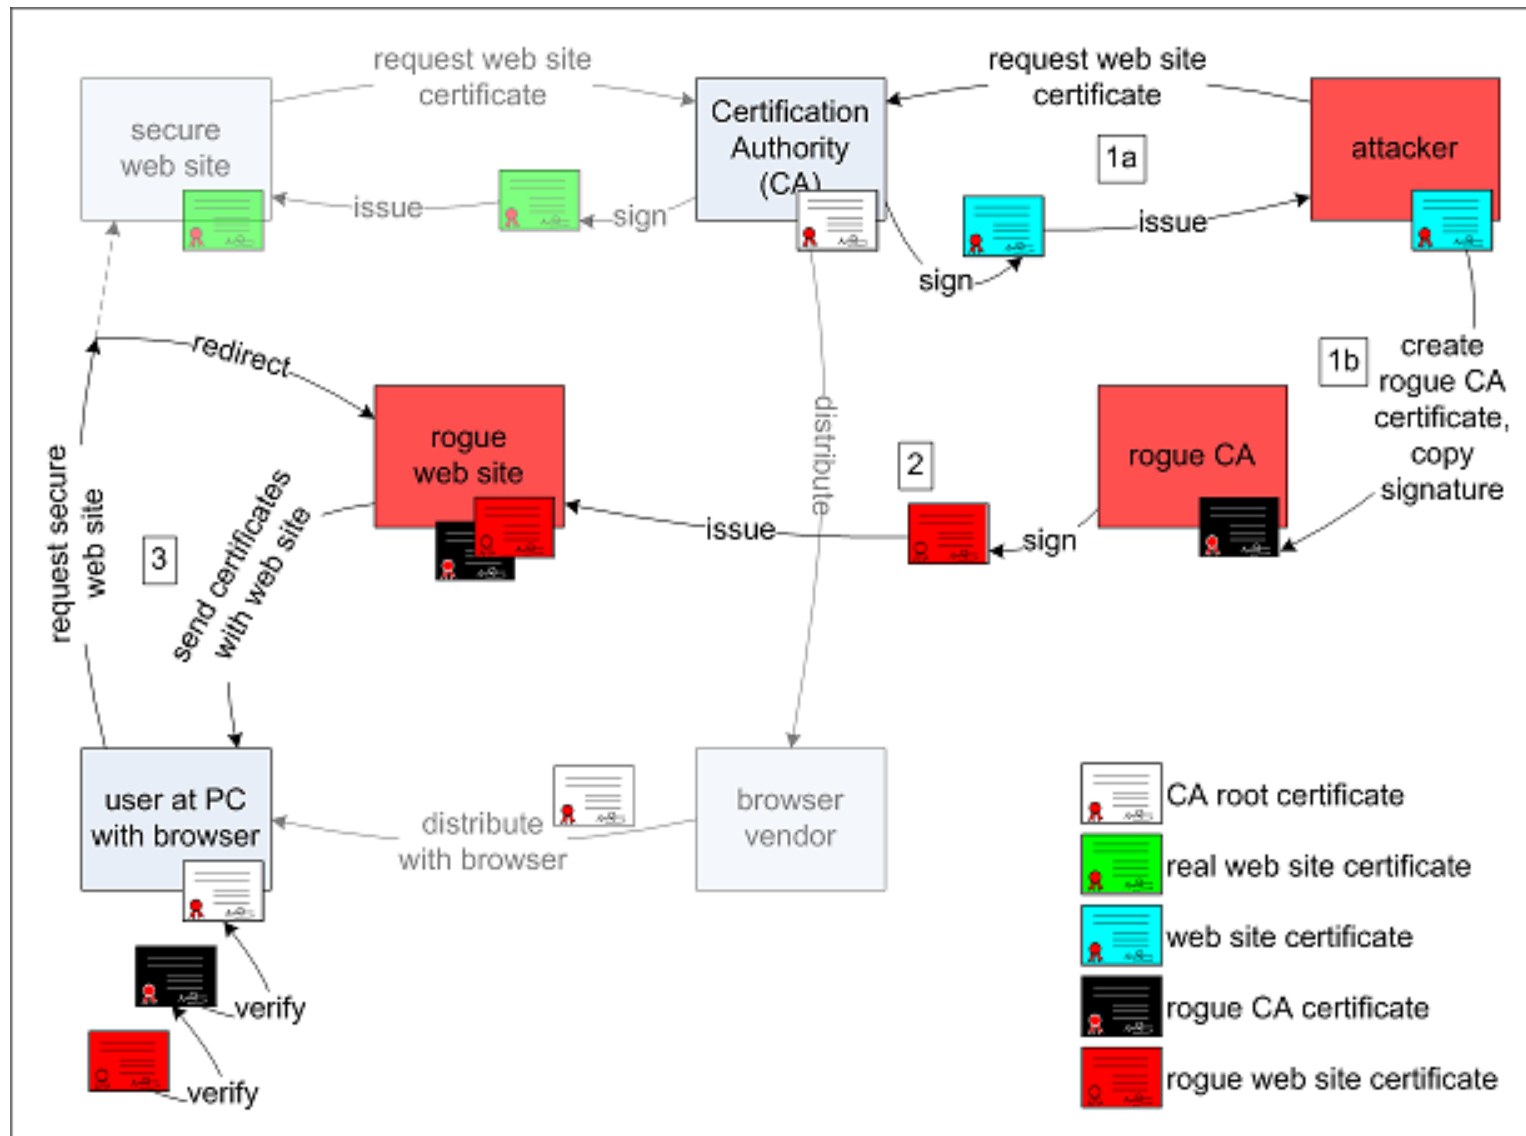 request web site
certificate
request web site
certificate
secure
web site
Certification
Authority
(CA)
1a
attacker
issue
sign
issue
sign
redirect
create
rogue CA
certificate,
copy
signature
1b
rogue
web site
distribute
2
rogue CA
issue
sign
request secure
web site
3
send certificates
with web site
user at PC
with browser
distribute
with browser
browser
vendor
verify
verify
CA root certificate
real web site certificate
web site certificate
rogue CA certificate
rogue web site certificate